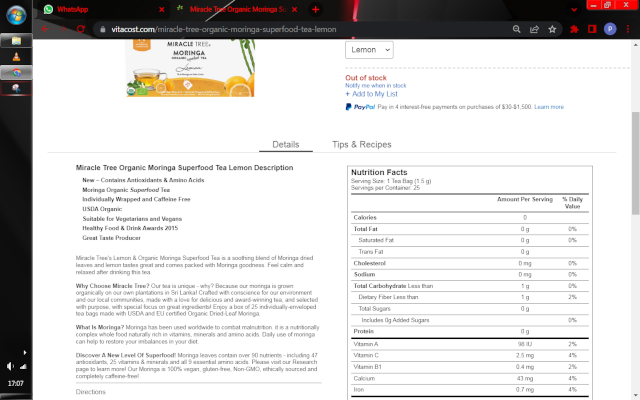 WhatsApp
Miracle Tree Organic Moringa Su
vitacost.com/miracle-tree-organic-moringa-superfood-tea-lemon
P
MIRACLE TREE
MORINGA
Lemon
Lemon
Out of stock
Notify me when in stock
+ Add to My List
PayPal Pay in 4 interest-free payments on purchases of $30-$1,500. Learn more
Details
Tips & Recipes
Miracle Tree Organic Moringa Superfood Tea Lemon Description
New – Contains Antioxidants & Amino Acids
Moringa Organic Superfood Tea
Individually Wrapped and Caffeine Free
USDA Organic
Suitable for Vegetarians and Vegans
Healthy Food & Drink Awards 2015
Great Taste Producer
Miracle Tree's Lemon & Organic Moringa Superfood Tea is a soothing blend of Moringa dried
leaves and lemon tastes great and comes packed with Moringa goodness. Feel calm and
relaxed after drinking this tea.
Why Choose Miracle Tree? Our tea is unique - why? Because our moringa is grown
organically on our own plantations in Sri Lanka! Crafted with conscience for our environment
and our local communities, made with a love for delicious and award-winning tea, and selected
with purpose, with special focus on great ingredients! Enjoy a box of 25 individually-enveloped
tea bags made with USDA and EU certified Organic Dried-Leaf Moringa.
What Is Moringa? Moringa has been used worldwide to combat malnutrition. it is a nutritionally
complete whole food naturally rich in vitamins, minerals and amino acids. Daily use of moringa
can help to restore your imbalances in your diet.
Discover A New Level Of Superfood! Moringa leaves contain over 90 nutrients - including 47
antioxidants, 25 vitamins & minerals and all 9 essential amino acids. Please visit our Research
page to learn more! Our Moringa is 100% vegan, gluten-free, Non-GMO, ethically sourced and
completely caffeine-free!
Directions
Nutrition Facts
Serving Size: 1 Tea Bag (1.5 g)
Servings per Container: 25
Amount Per Serving % Daily
Value
Calories 0
Total Fat 0 g 0%
Saturated Fat 0 g 0%
Trans Fat 0 g
Cholesterol 0 mg 0%
Sodium 0 mg 0%
Total Carbohydrate Less than 1 g 0%
Dietary Fiber Less than 1 g 2%
Total Sugars 0 g
Includes 0g Added Sugars 0%
Protein 0 g
Vitamin A 98 IU 2%
Vitamin C 2.5 mg 4%
Vitamin B1 0.4 mg 2%
Calcium 43 mg 4%
Iron 0.7 mg 4%
17:07